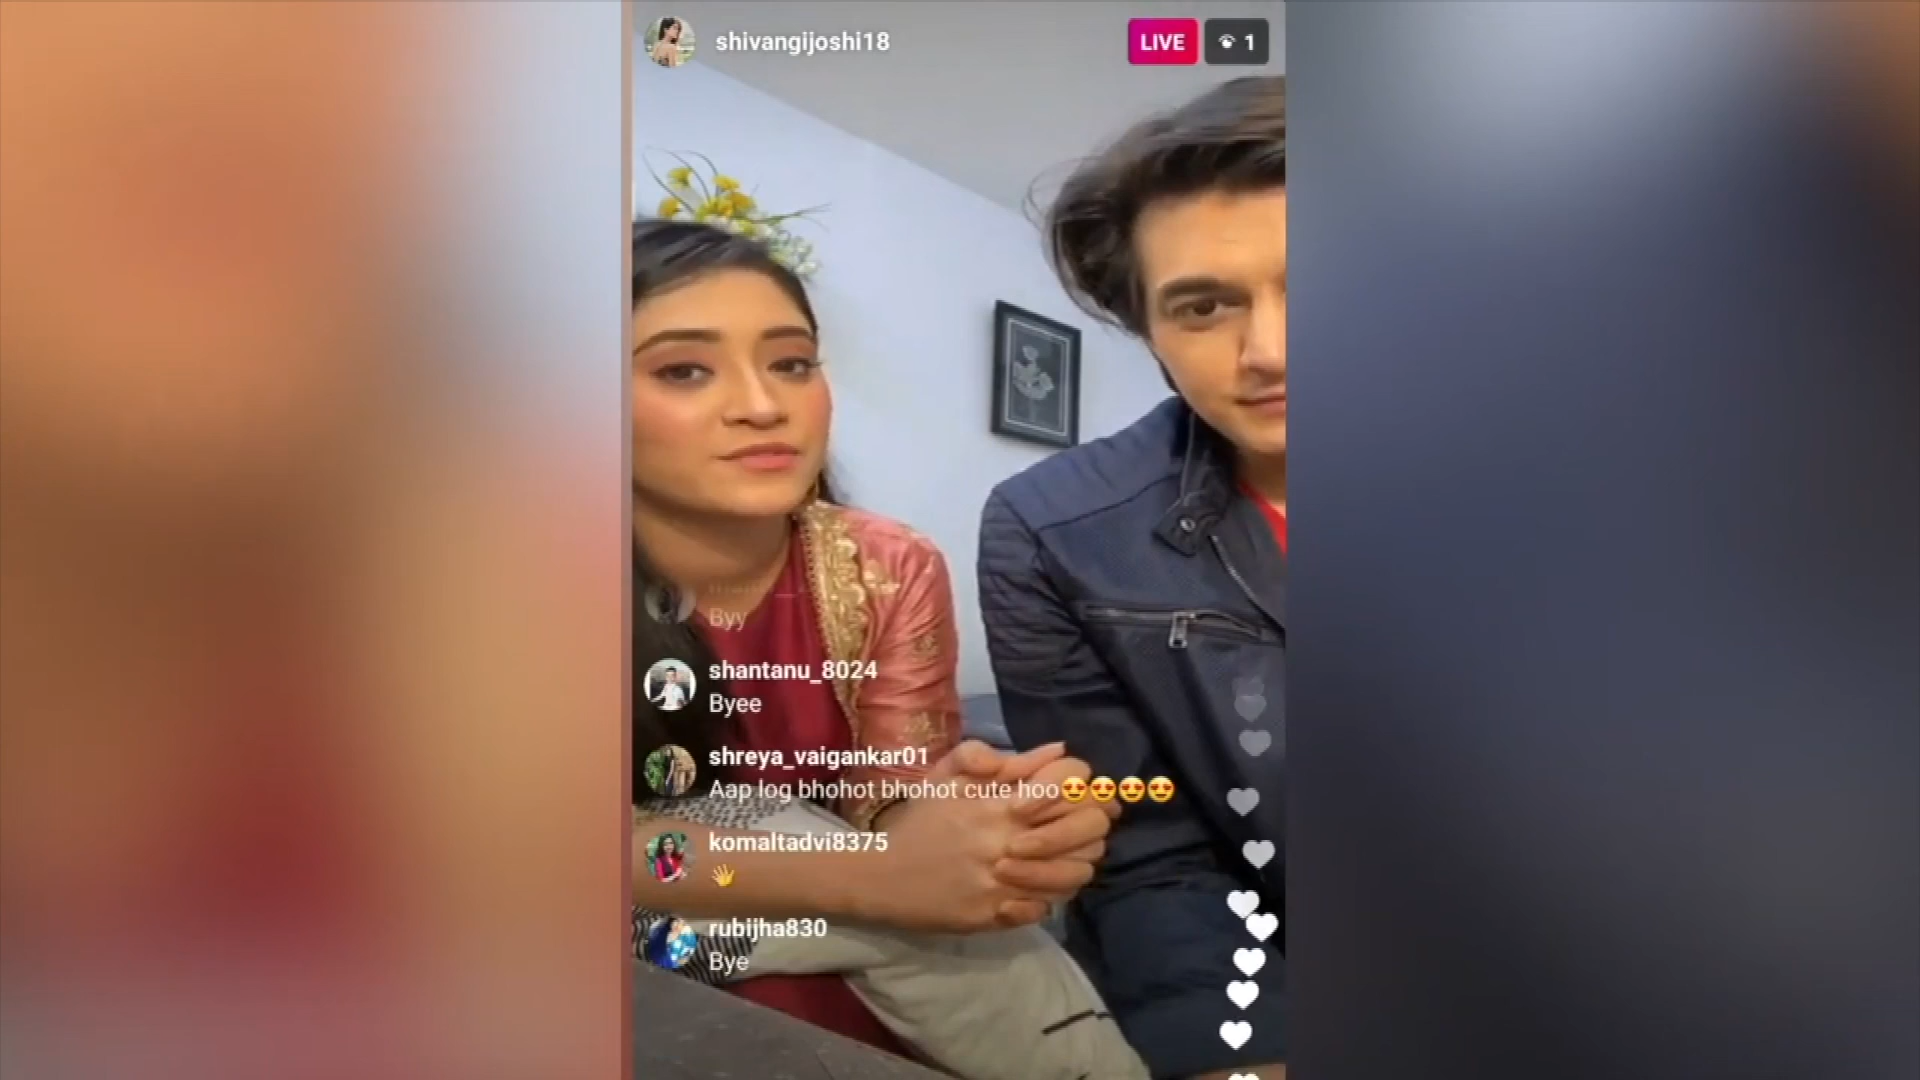 shivangijoshi18
LIVE
1
Byy
shantanu_8024
Byee
shreya_vaigankar01
Aap log bhohot bhohot cute hoo😍😍😍😍
komaltadvi8375
👋
rubijha830
Bye